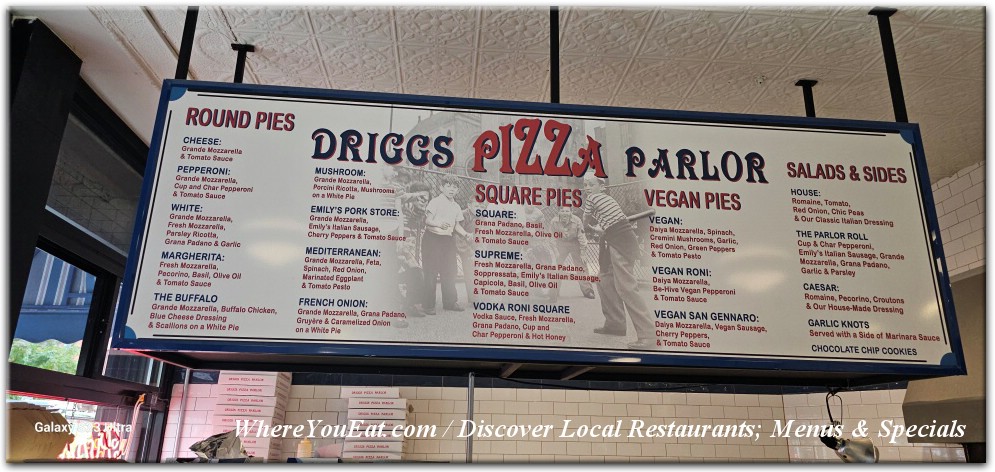 DRIGGS PIZZA PARLOR
ROUND PIES
CHEESE:
Grande Mozzarella
& Tomato Sauce
PEPPERONI:
Grande Mozzarella,
Cup and Char Pepperoni
& Tomato Sauce
WHITE:
Grande Mozzarella,
Fresh Mozzarella,
Parsley Ricotta,
Grana Padano & Garlic
MARGHERITA:
Fresh Mozzarella,
Pecorino, Basil, Olive Oil
& Tomato Sauce
THE BUFFALO
Grande Mozzarella, Buffalo Chicken,
Blue Cheese Dressing
& Scallions on a White Pie
MUSHROOM:
Grande Mozzarella,
Porcini Ricotta, Mushrooms
on a White Pie
EMILY'S PORK STORE:
Grande Mozzarella,
Emily's Italian Sausage,
Cherry Peppers & Tomato Sauce
MEDITERRANEAN:
Grande Mozzarella, Feta,
Spinach, Red Onion,
Marinated Eggplant
& Tomato Pesto
FRENCH ONION:
Grande Mozzarella, Grana Padano,
Gruyère & Caramelized Onion
on a White Pie
SQUARE PIES
SQUARE:
Grana Padano, Basil,
Fresh Mozzarella, Olive Oil
& Tomato Sauce
SUPREME:
Fresh Mozzarella, Grana Padano,
Soppressata, Emily's Italian Sausage,
Capicola, Basil, Olive Oil
& Tomato Sauce
VODKA RONI SQUARE
Vodka Sauce, Fresh Mozzarella,
Grana Padano, Cup and
Char Pepperoni & Hot Honey
VEGAN PIES
VEGAN:
Daiya Mozzarella, Spinach,
Gremini Mushrooms, Garlic,
Red Onion, Green Peppers
& Tomato Pesto
VEGAN RONI:
Daiya Mozzarella,
Be-Hive Vegan Pepperoni
& Tomato Sauce
VEGAN SAN GENNARO:
Daiya Mozzarella, Vegan Sausage,
Cherry Peppers,
& Tomato Sauce
SALADS & SIDES
HOUSE:
Romaine, Tomato,
Red Onion, Chic Peas
& Our Classic Italian Dressing
THE PARLOR ROLL
Cup & Char Pepperoni,
Emily's Italian Sausage, Grande
Mozzarella, Grana Padano,
Garlic & Parsley
CAESAR:
Romaine, Pecorino, Croutons
& Our House-Made Dressing
GARLIC KNOTS
Served with a Side of Marinara Sauce
CHOCOLATE CHIP COOKIES
DRIGGS PIZZA PARLOR
DRIGGS PIZZA PARLOR
WhereYouEat.com / Discover Local Restaurants; Menus & Specials